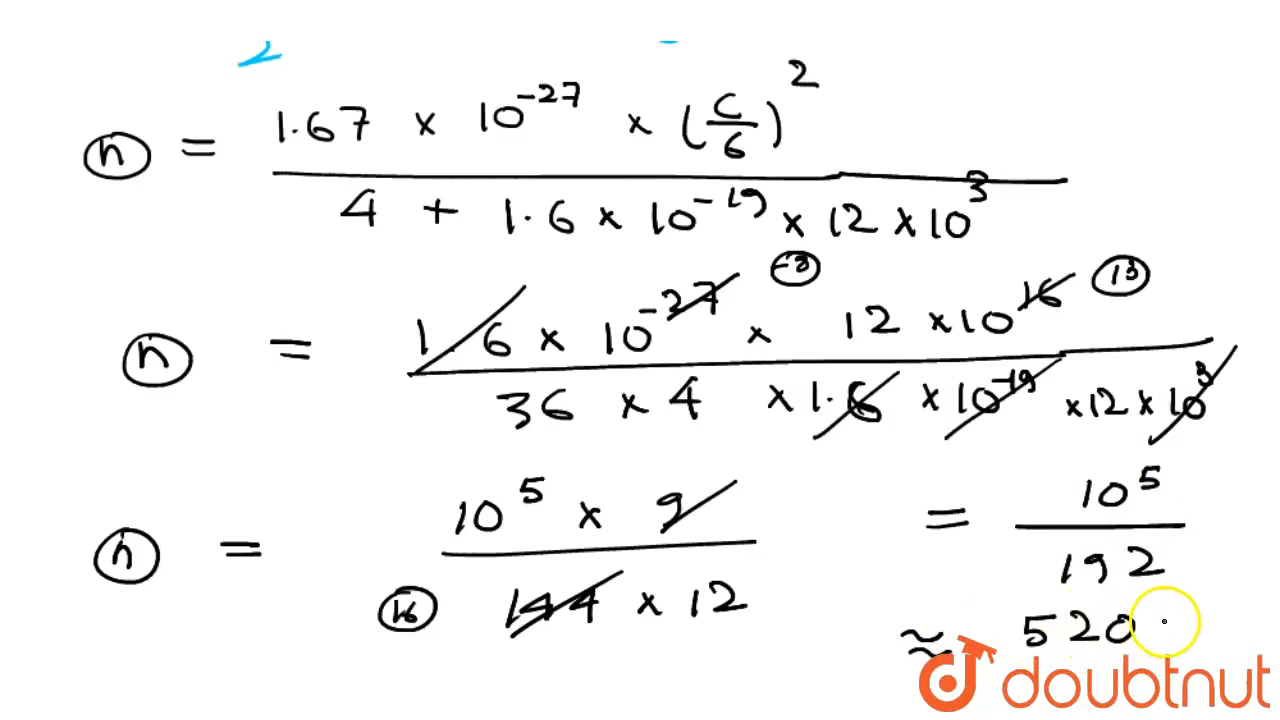 n = 1.67 × 10^-27 × (c/6)^2
4 + 1.6 × 10^-19 × 12 × 10^3
-8 13
n = 1.6 × 10^-27 × 12 × 10^16
36 × 4 × 1.6 × 10^-19 × 12 × 10^3
n = 10^5 × 9 = 10^5
16 144 × 12 192
≈ 520
doubtnut